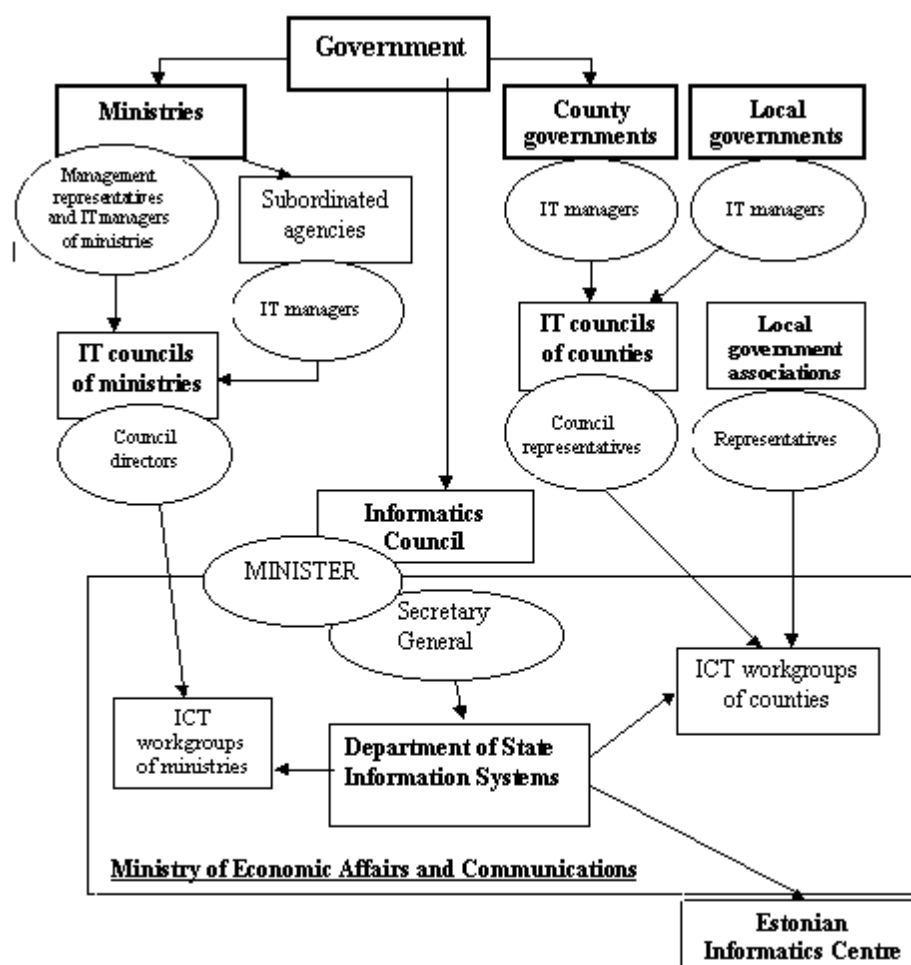 Government
Ministries
County
governments
Local
governments
Management
representatives
and IT managers
of ministries
Subordinated
agencies
IT managers
IT managers
IT managers
IT councils
of ministries
IT councils
of counties
Local
government
associations
Council
directors
Council
representatives
Representatives
Informatics
Council
MINISTER
Secretary
General
ICT workgroups
of counties
ICT
workgroups
of ministries
Department of State
Information Systems
Ministry of Economic Affairs and Communications
Estonian
Informatics Centre